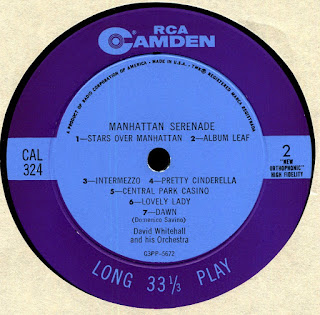 RCA
CAMDEN
A PRODUCT OF RADIO CORPORATION OF AMERICA · MADE IN U.S.A. · TMK® REGISTERED MARCA REGISTRADA
MANHATTAN SERENADE
1—STARS OVER MANHATTAN 2—ALBUM LEAF
CAL
324
2
"NEW
ORTHOPHONIC"
HIGH FIDELITY
3—INTERMEZZO 4—PRETTY CINDERELLA
5—CENTRAL PARK CASINO
6—LOVELY LADY
7—DAWN
(Domenico Savino)
David Whitehall
and his Orchestra
G3PP-5672
LONG 33⅓ PLAY